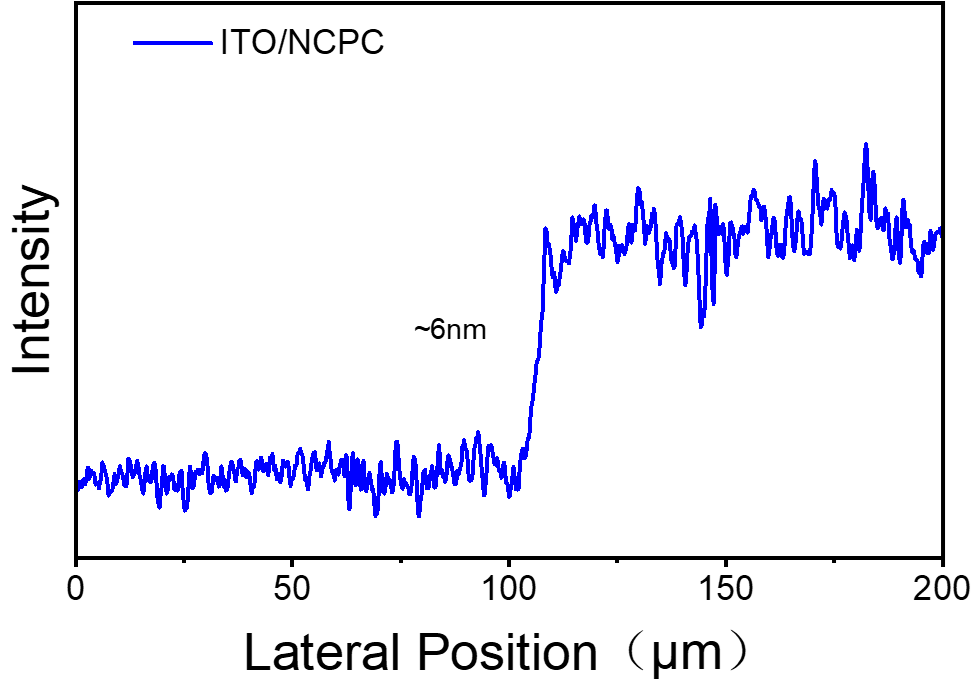 ITO/NCPC
Intensity
~6nm
0 50 100 150 200
Lateral Position（μm）